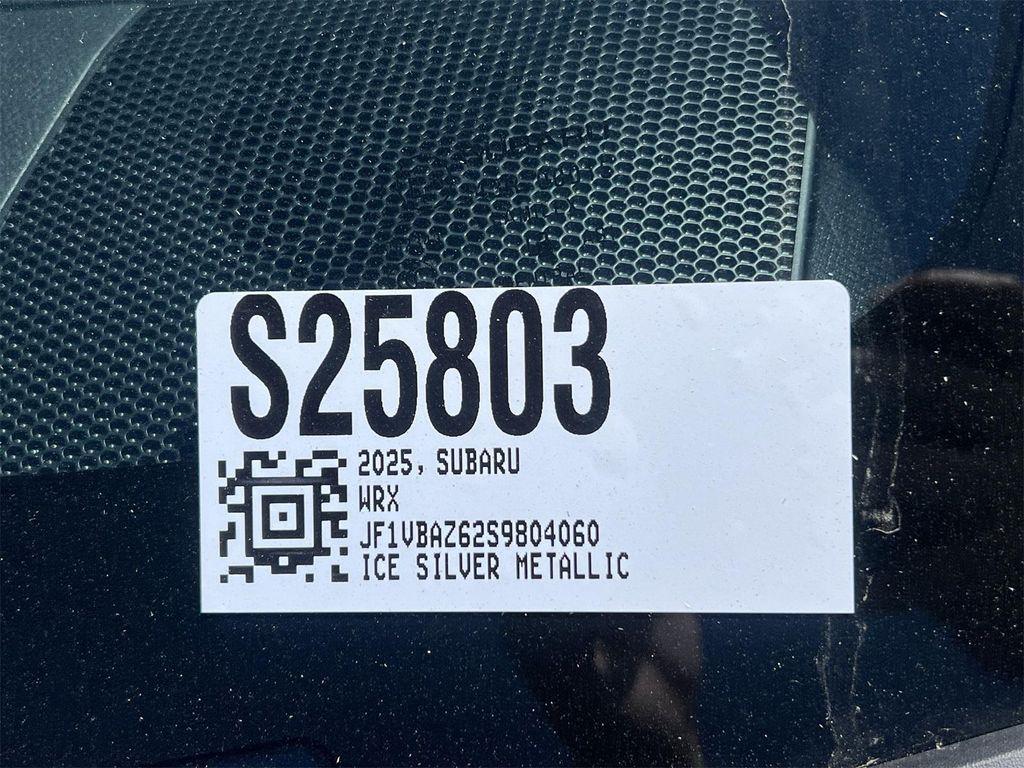 S25803
2025, SUBARU
WRX
JF1VBAZ62S9804060
ICE SILVER METALLIC